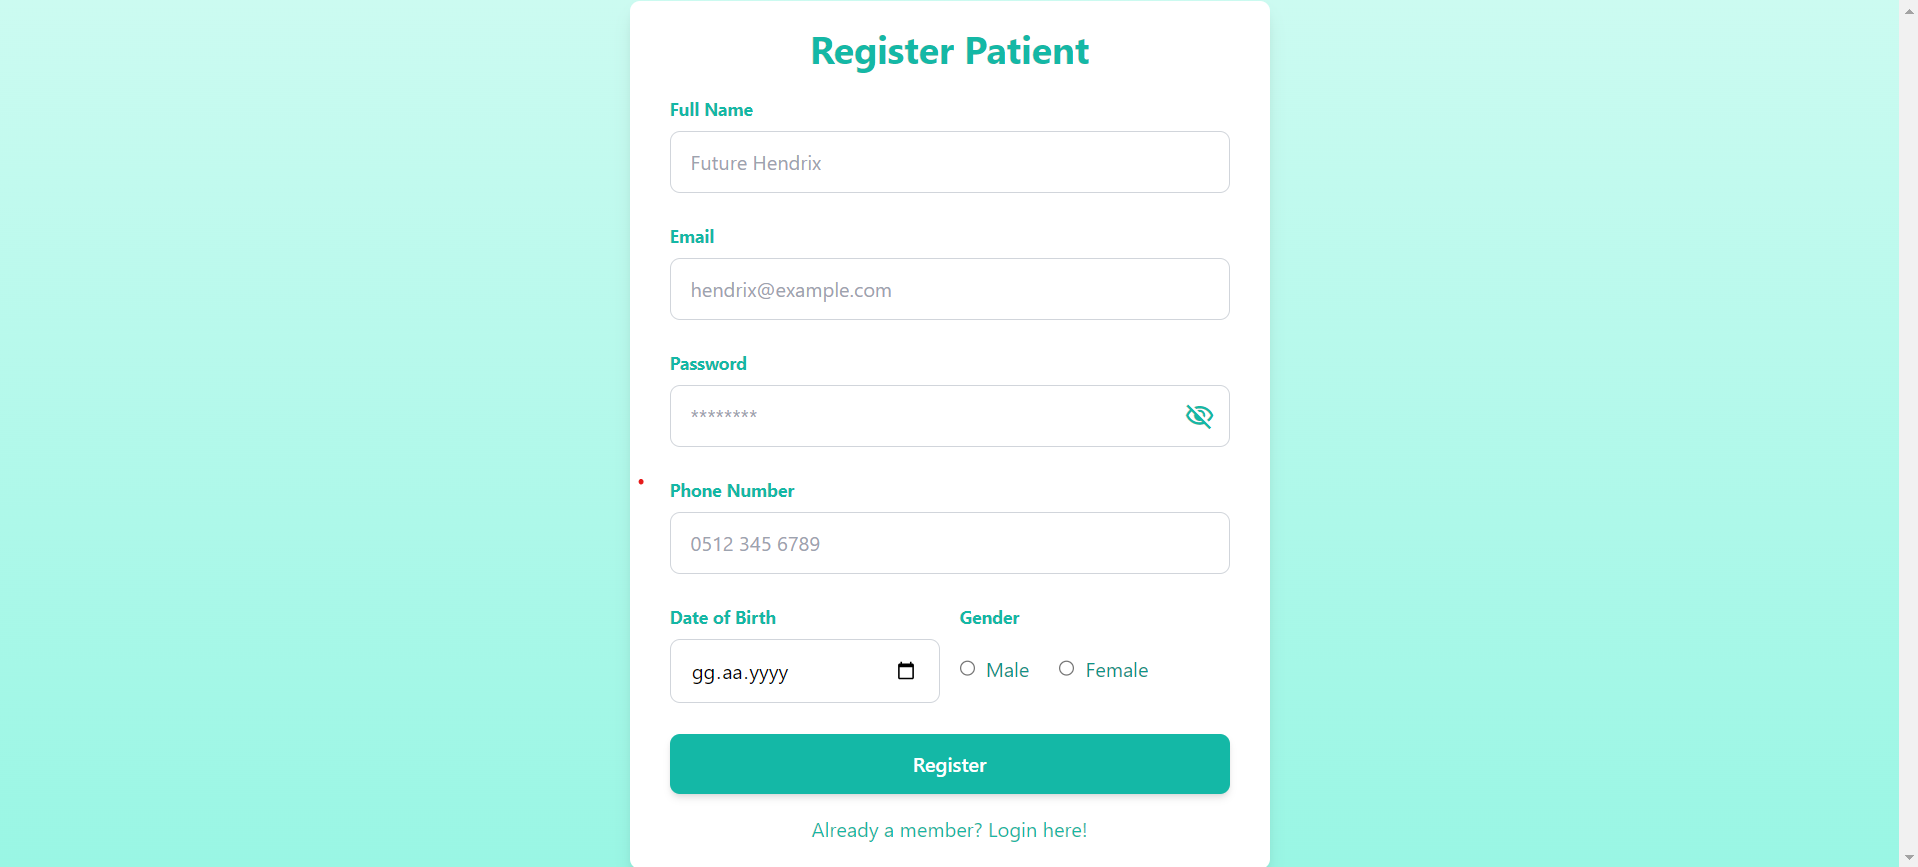 Register Patient
Full Name
Future Hendrix
Email
hendrix@example.com
Password
********
Phone Number
0512 345 6789
Date of Birth
Gender
gg.aa.yyyy
Male
Female
Register
Already a member? Login here!